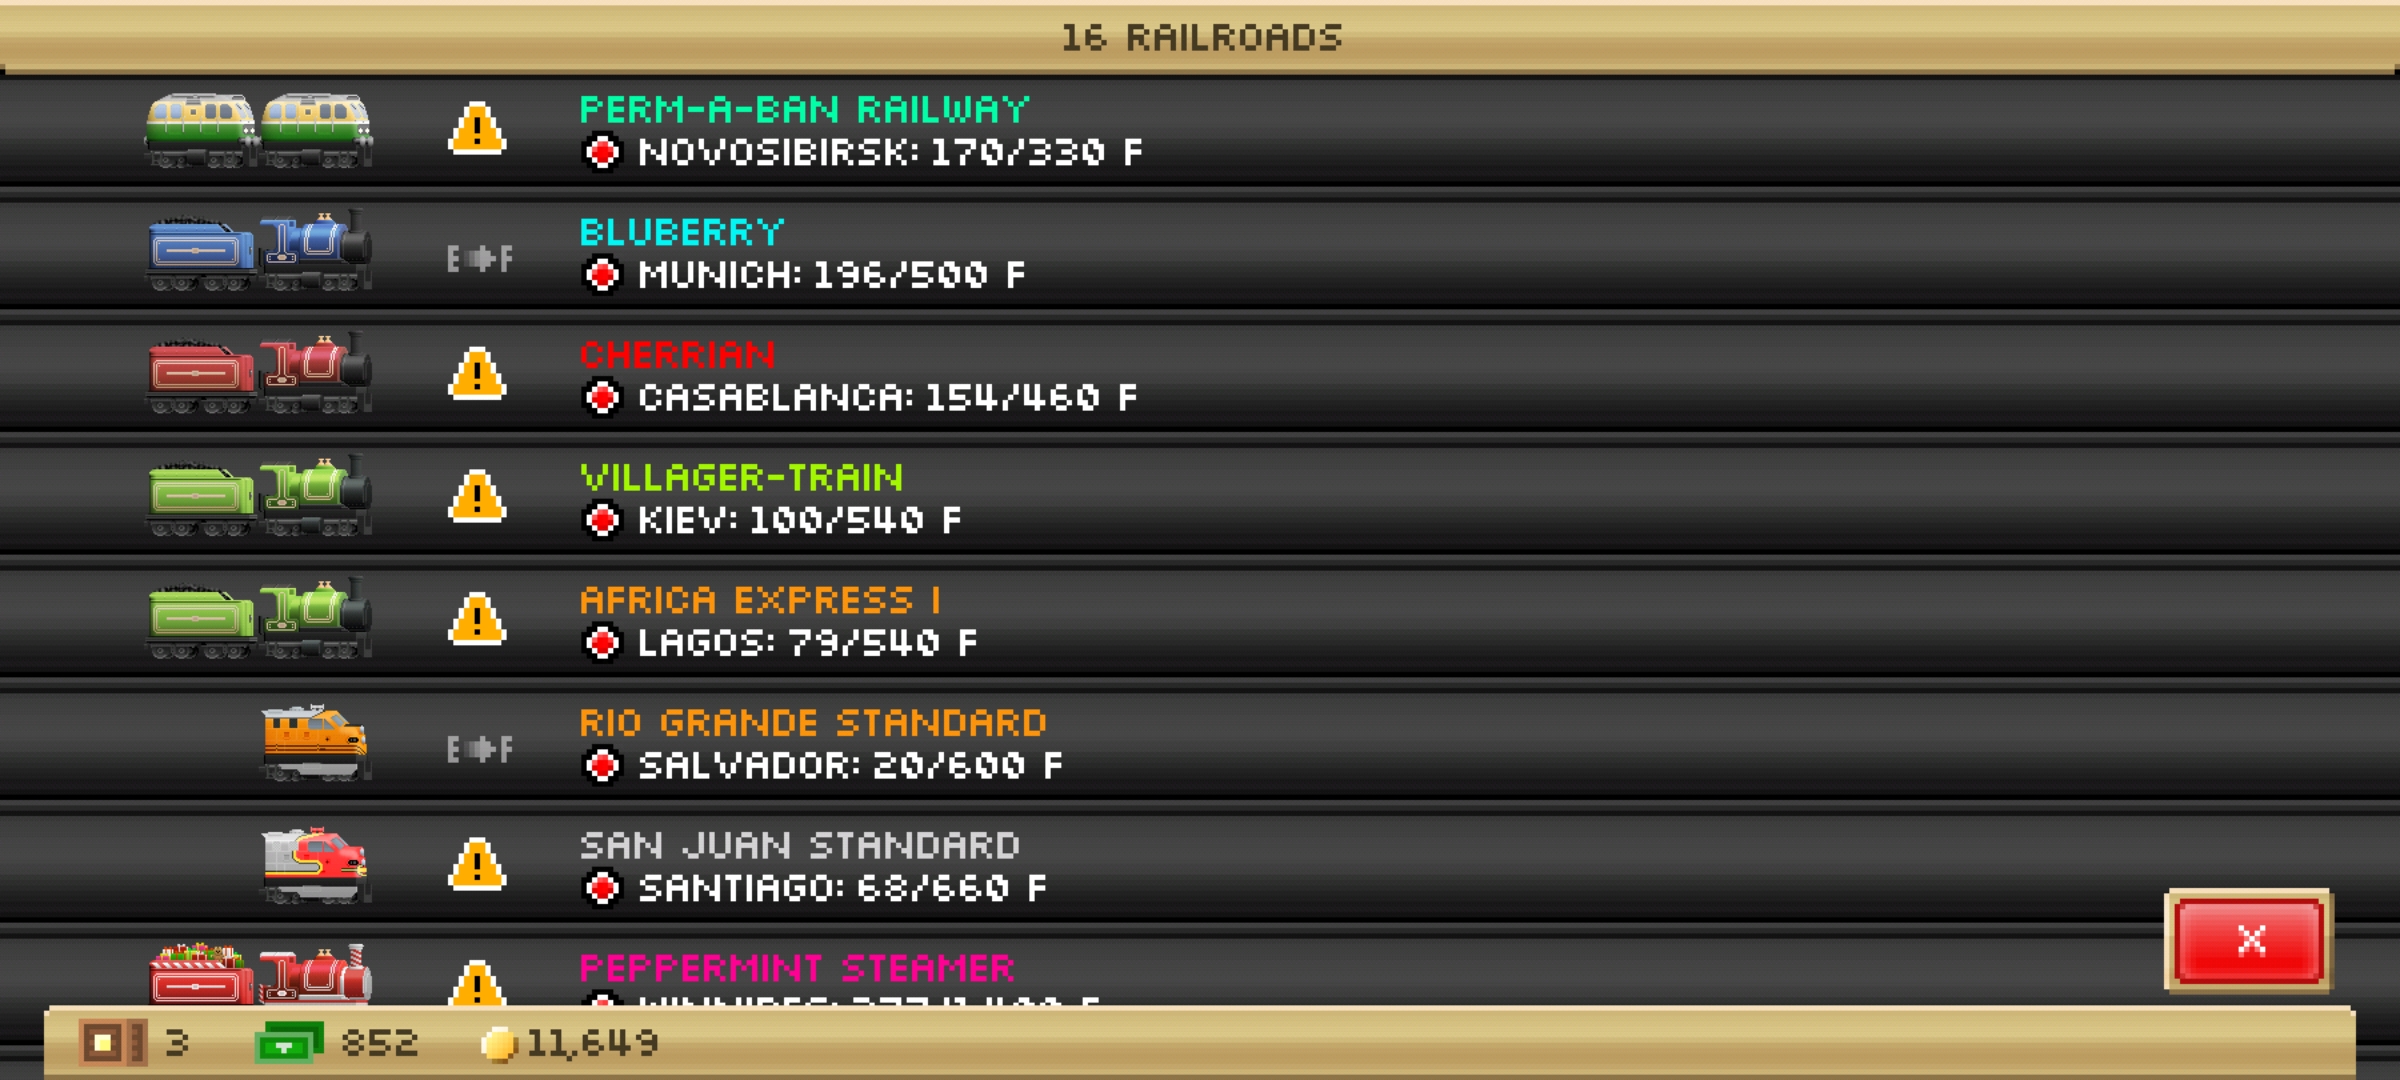 16 RAILROADS
PERM-A-BAN RAILWAY
NOVOSIBIRSK: 170/330 F
E F
BLUBERRY
MUNICH: 196/500 F
CHERRIAN
CASABLANCA: 154/460 F
VILLAGER-TRAIN
KIEV: 100/540 F
AFRICA EXPRESS I
LAGOS: 79/540 F
E F
RIO GRANDE STANDARD
SALVADOR: 20/600 F
SAN JUAN STANDARD
SANTIAGO: 68/660 F
X
PEPPERMINT STEAMER
3 852 11,649